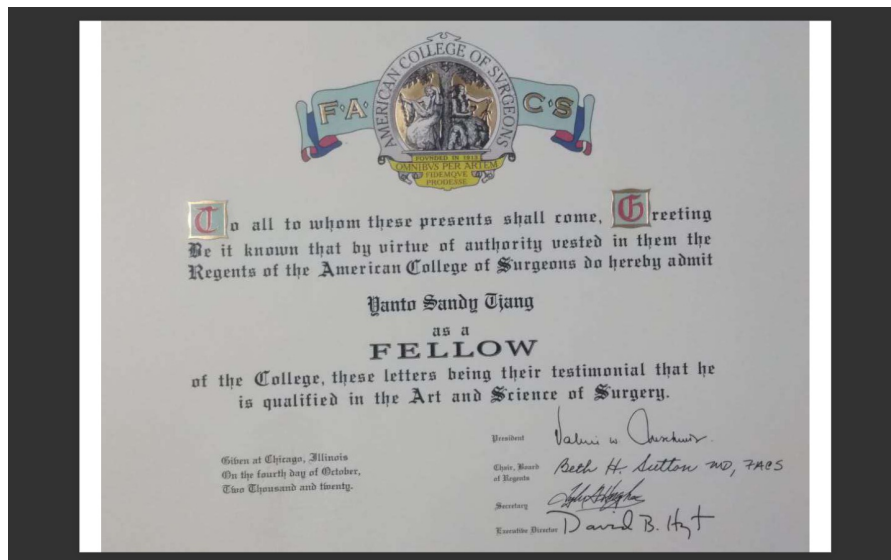 AMERICAN COLLEGE OF SVRGEONS
F·A·C·S
FOVNDED IN 1913
OMNIBVS PER ARTEM
FIDEMQVE
PRODESSE
To all to whom these presents shall come, Greeting
Be it known that by virtue of authority vested in them the
Regents of the American College of Surgeons do hereby admit
Yanto Sandy Tjang
as a
FELLOW
of the College, these letters being their testimonial that he
is qualified in the Art and Science of Surgery.
Given at Chicago, Illinois
On the fourth day of October,
Two Thousand and twenty.
President Valerie w
Chair, Board of Regents Beth H. Sutton MD, FACS
Secretary
Executive Director David B. Hoyt